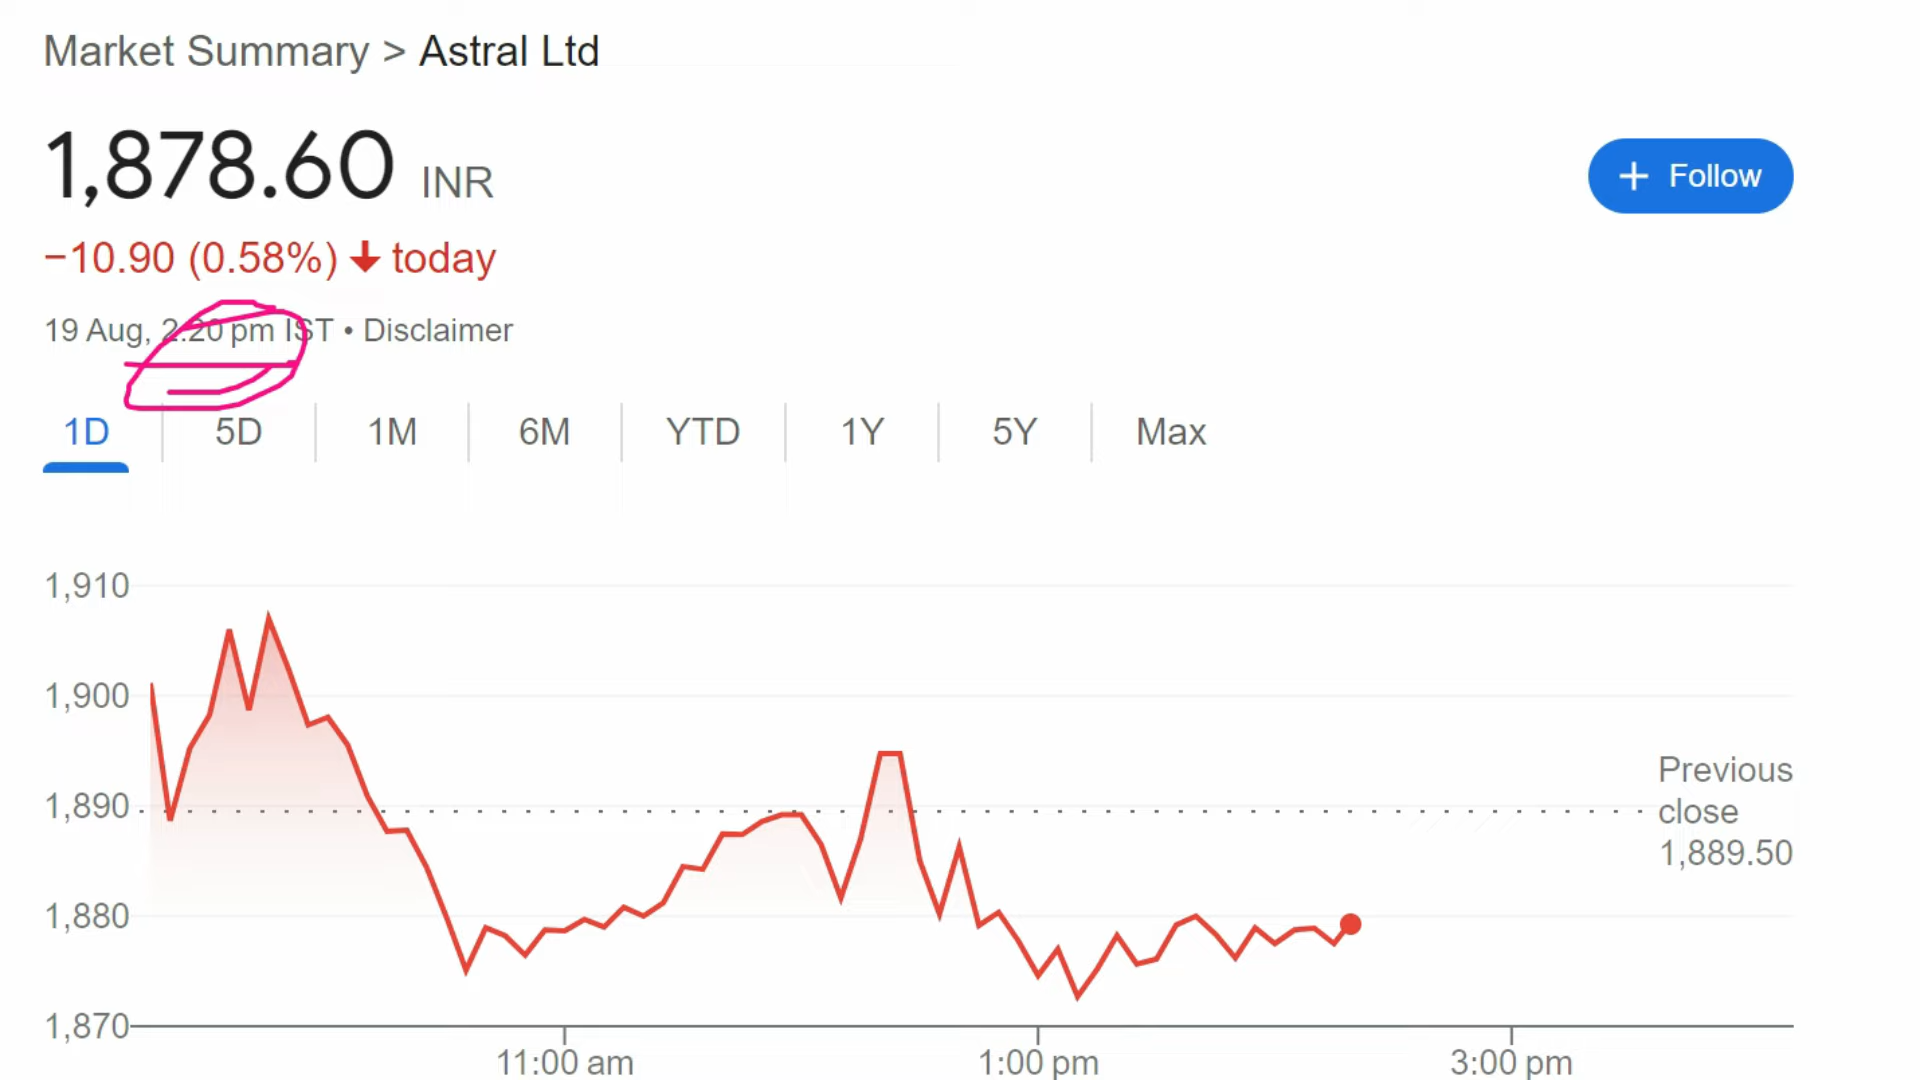 Market Summary > Astral Ltd
1,878.60 INR
+ Follow
−10.90 (0.58%) ↓ today
19 Aug, 2:20 pm IST • Disclaimer
1D 5D 1M 6M YTD 1Y 5Y Max
1,910
1,900
1,890
1,880
1,870
Previous
close
1,889.50
11:00 am 1:00 pm 3:00 pm